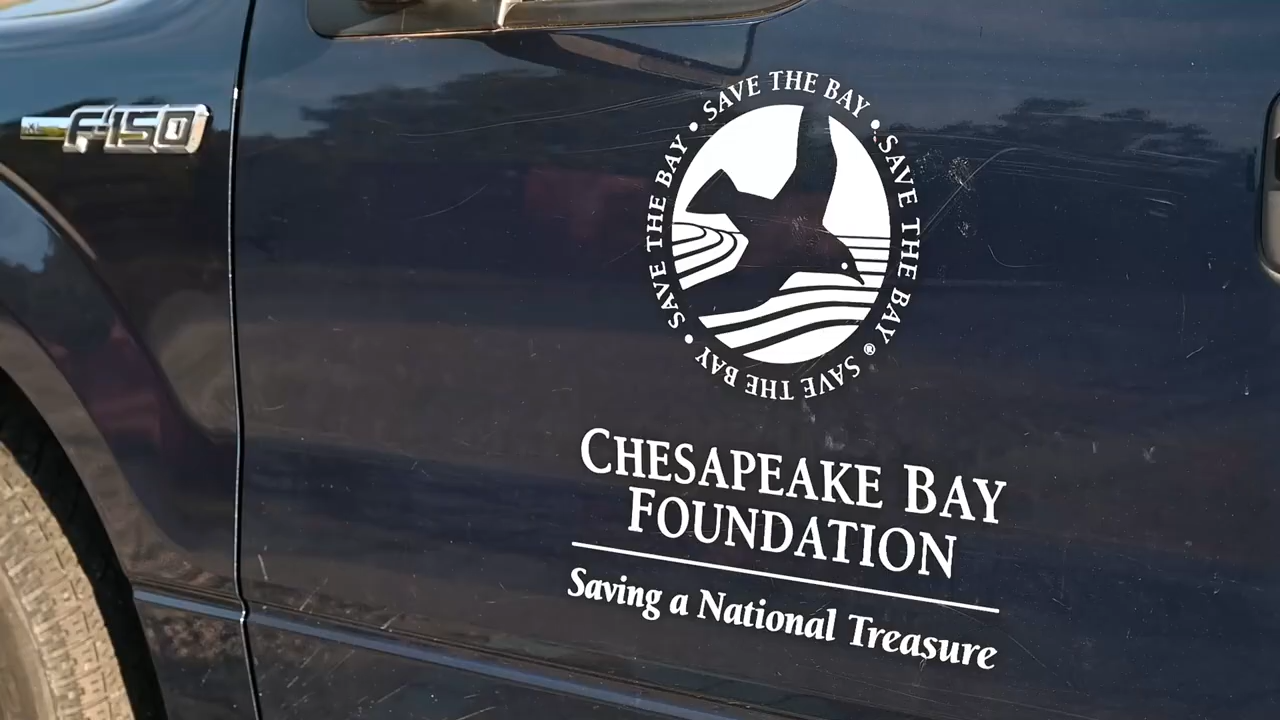 XL F-150
SAVE THE BAY • SAVE THE BAY • SAVE THE BAY® SAVE THE BAY • SAVE THE BAY •
CHESAPEAKE BAY
FOUNDATION
Saving a National Treasure